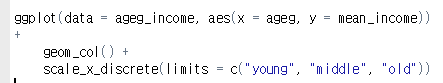 ggplot(data = ageg_income, aes(x = ageg, y = mean_income))
+
geom_col() +
scale_x_discrete(limits = c("young", "middle", "old"))